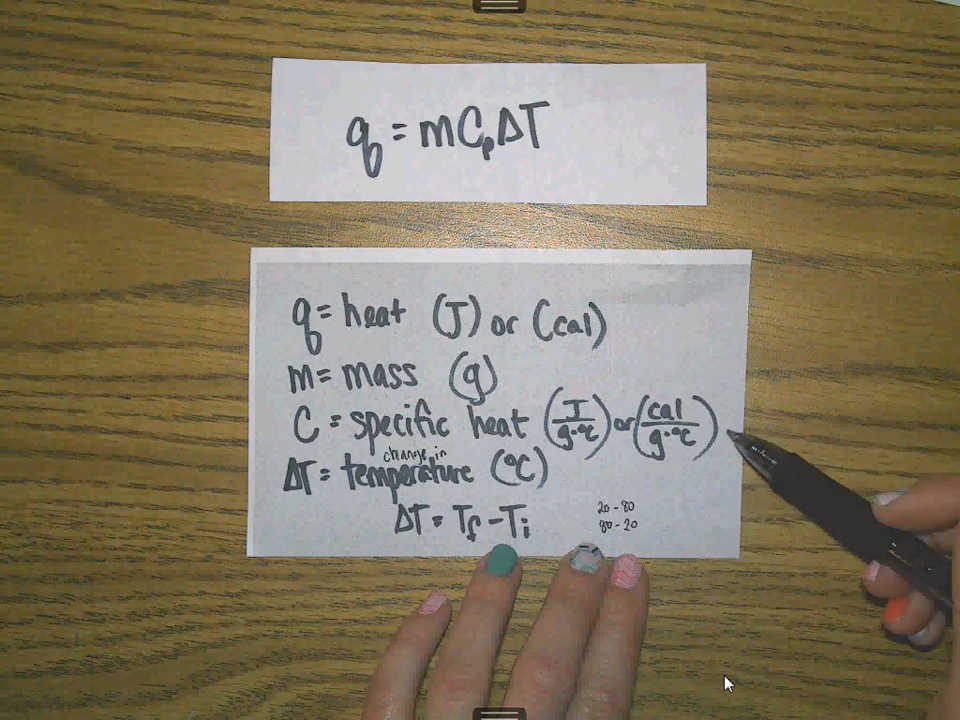 q = mCpΔT
q = heat (J) or (cal)
m = mass (g)
C = specific heat (J/g·°C) or (cal/g·°C)
change in
ΔT = temperature (°C)
ΔT = Tf - Ti
20 - 80
80 - 20